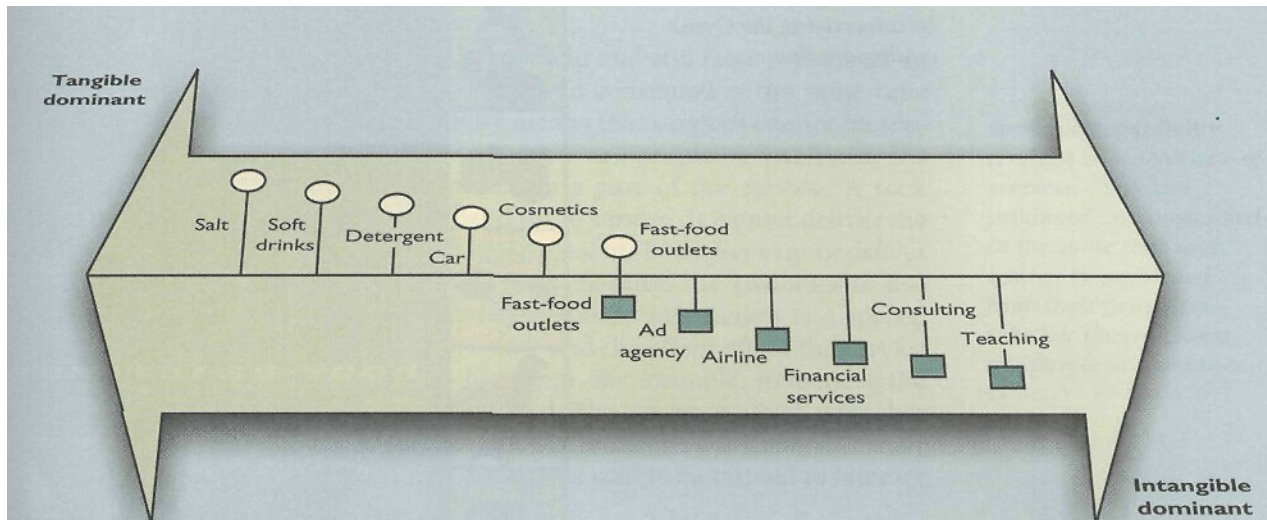 Tangible
dominant
Salt
Soft
drinks
Detergent
Car
Cosmetics
Fast-food
outlets
Fast-food
outlets
Ad
agency
Airline
Financial
services
Consulting
Teaching
Intangible
dominant